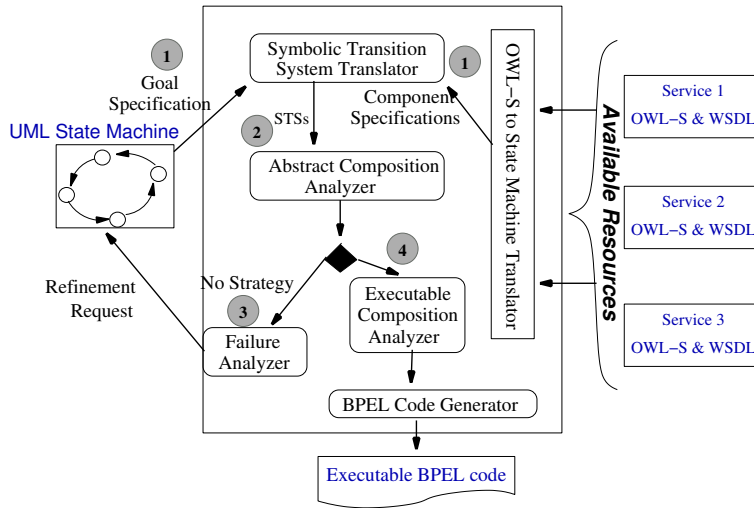 1
Goal
Specification
UML State Machine
Symbolic Transition
System Translator
1
Component
Specifications
STSs
2
Abstract Composition
Analyzer
4
No Strategy
3
Failure
Analyzer
Executable
Composition
Analyzer
Refinement
Request
BPEL Code Generator
Executable BPEL code
OWL-S to State Machine Translator
Available Resources
Service 1
OWL-S & WSDL
Service 2
OWL-S & WSDL
Service 3
OWL-S & WSDL